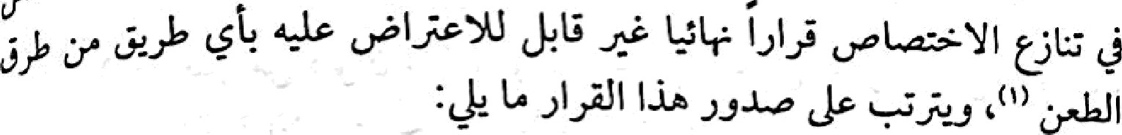 في تنازع الاختصاص قراراً نهائيا غير قابل للاعتراض عليه بأي طريق من طرق
الطعن (١)، ويترتب على صدور هذا القرار ما يلي: